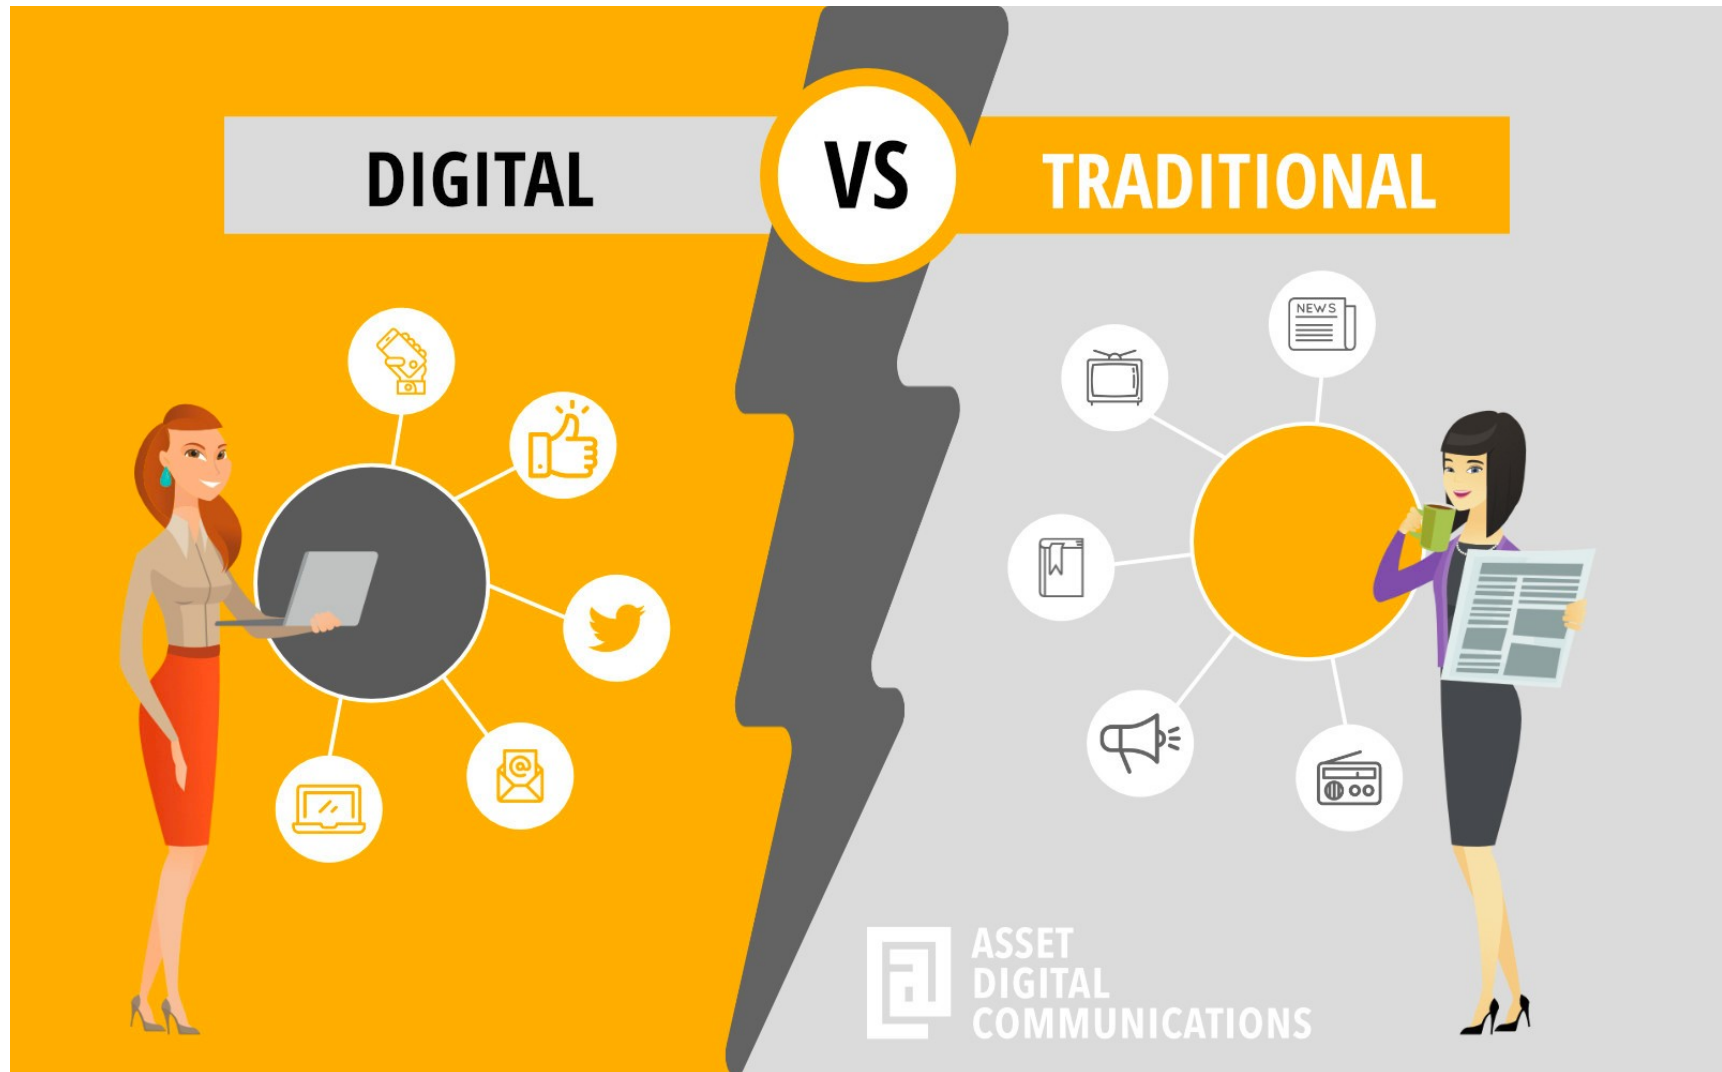 DIGITAL
VS
TRADITIONAL
NEWS
@
ASSET
DIGITAL
COMMUNICATIONS